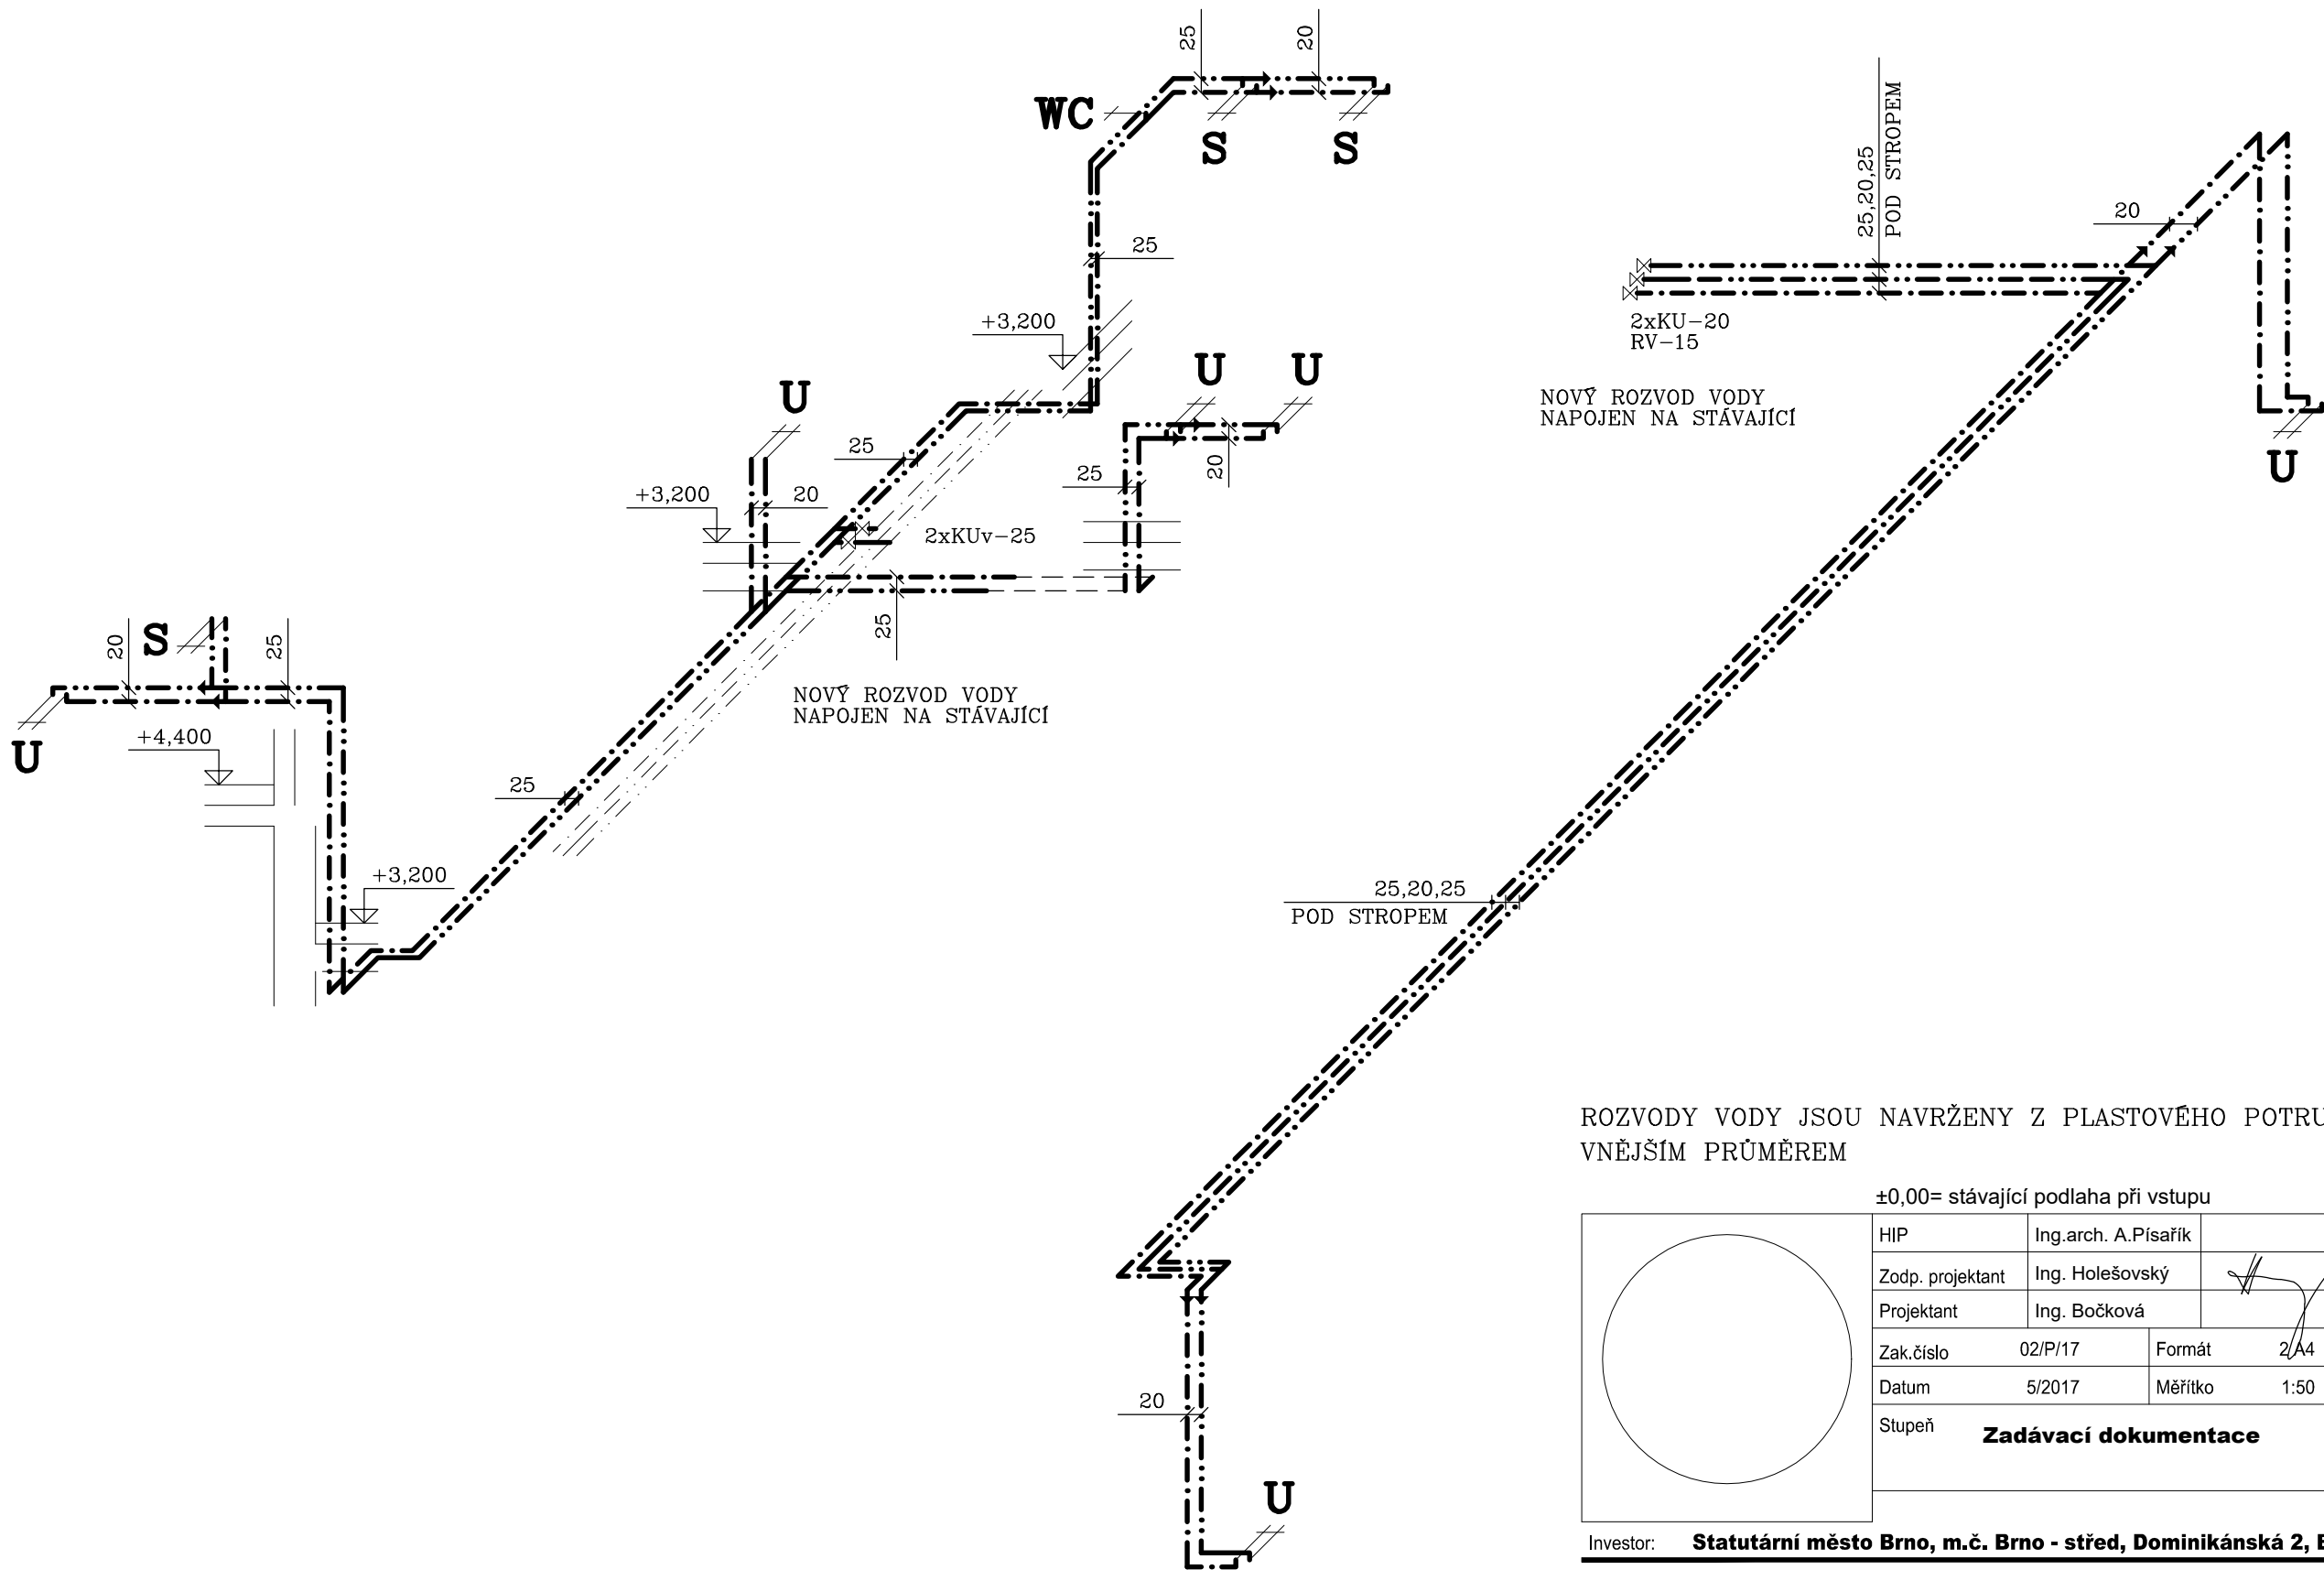 25
20
WC
S
S
25
+3,200
U
U
U
25
20
25
+3,200
20
2xKUv-25
25
NOVÝ ROZVOD VODY
NAPOJEN NA STÁVAJÍCÍ
20
S
25
U
+4,400
25
+3,200
25,20,25
POD STROPEM
20
2xKU-20
RV-15
NOVÝ ROZVOD VODY
NAPOJEN NA STÁVAJÍCÍ
U
25,20,25
POD STROPEM
20
U
ROZVODY VODY JSOU NAVRŽENY Z PLASTOVÉHO
VNĚJŠÍM PRŮMĚREM
±0,00= stávající podlaha při vstupu
HIP Ing.arch. A.Písařík
Zodp. projektant Ing. Holešovský
Projektant Ing. Bočková
Zak.číslo 02/P/17 Formát 2 A4
Datum 5/2017 Měřítko 1:50
Stupeň Zadávací dokumentace
Investor: Statutární město Brno, m.č. Brno - střed, Dominikánská 2,